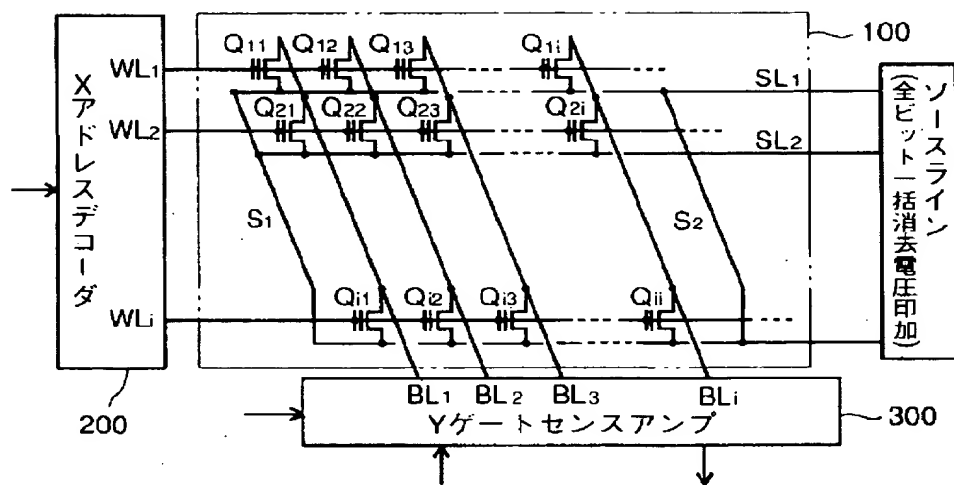 100
Q11 Q12 Q13 Q1i
WL1
SL1
Q21 Q22 Q23 Q2i
WL2
SL2
Xアドレスデコーダ
S1
S2
ソースライン
(全ビット一括消去電圧印加)
Qi1 Qi2 Qi3 Qii
WLi
200
BL1 BL2 BL3 BLi
Yゲートセンスアンプ
300